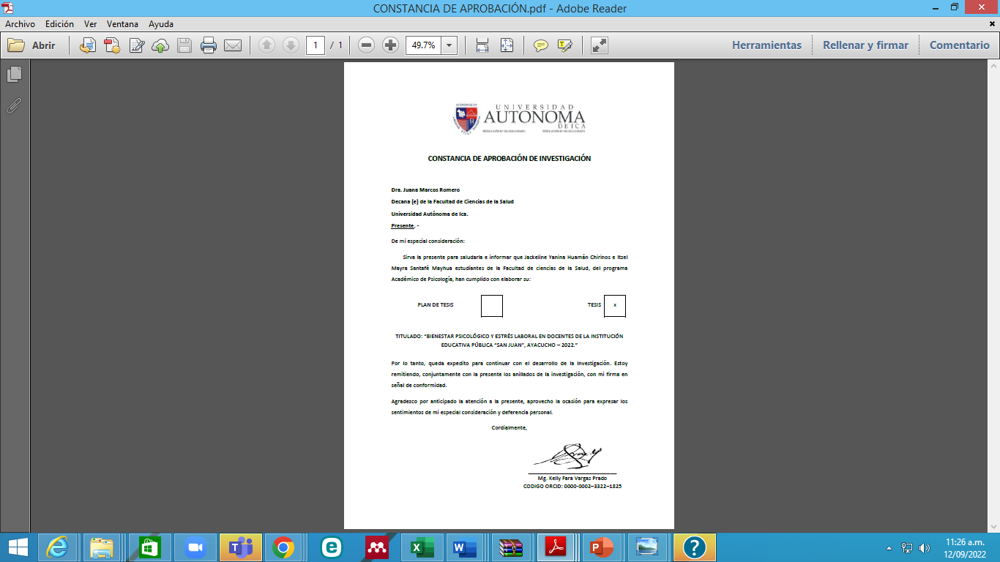 CONSTANCIA DE APROBACIÓN.pdf - Adobe Reader
Archivo Edición Ver Ventana Ayuda
Abrir 1 / 1 49.7% Herramientas Rellenar y firmar Comentario
UNIVERSIDAD
AUTONOMA
DE ICA
CONSTANCIA DE APROBACIÓN DE INVESTIGACIÓN
Dra. Juana Marcos Romero
Decana (e) de la Facultad de Ciencias de la Salud
Universidad Autónoma de Ica.
Presente. -
De mi especial consideración:
Sirva la presente para saludarla e informar que Jackeline Yanina Huamán Chirinos e Itzel
Mayra Santafé Mayhua estudiantes de la Facultad de ciencias de la Salud, del programa
Académico de Psicología, han cumplido con elaborar su:
PLAN DE TESIS TESIS x
TITULADO: “BIENESTAR PSICOLÓGICO Y ESTRÉS LABORAL EN DOCENTES DE LA INSTITUCIÓN
EDUCATIVA PÚBLICA “SAN JUAN”, AYACUCHO – 2022.”
Por lo tanto, queda expedito para continuar con el desarrollo de la Investigación. Estoy
remitiendo, conjuntamente con la presente los anillados de la investigación, con mi firma en
señal de conformidad.
Agradezco por anticipado la atención a la presente, aprovecho la ocasión para expresar los
sentimientos de mi especial consideración y deferencia personal.
Cordialmente,
Mg. Kelly Fara Vargas Prado
CODIGO ORCID: 0000-0002–3322–1825
11:26 a.m.
12/09/2022